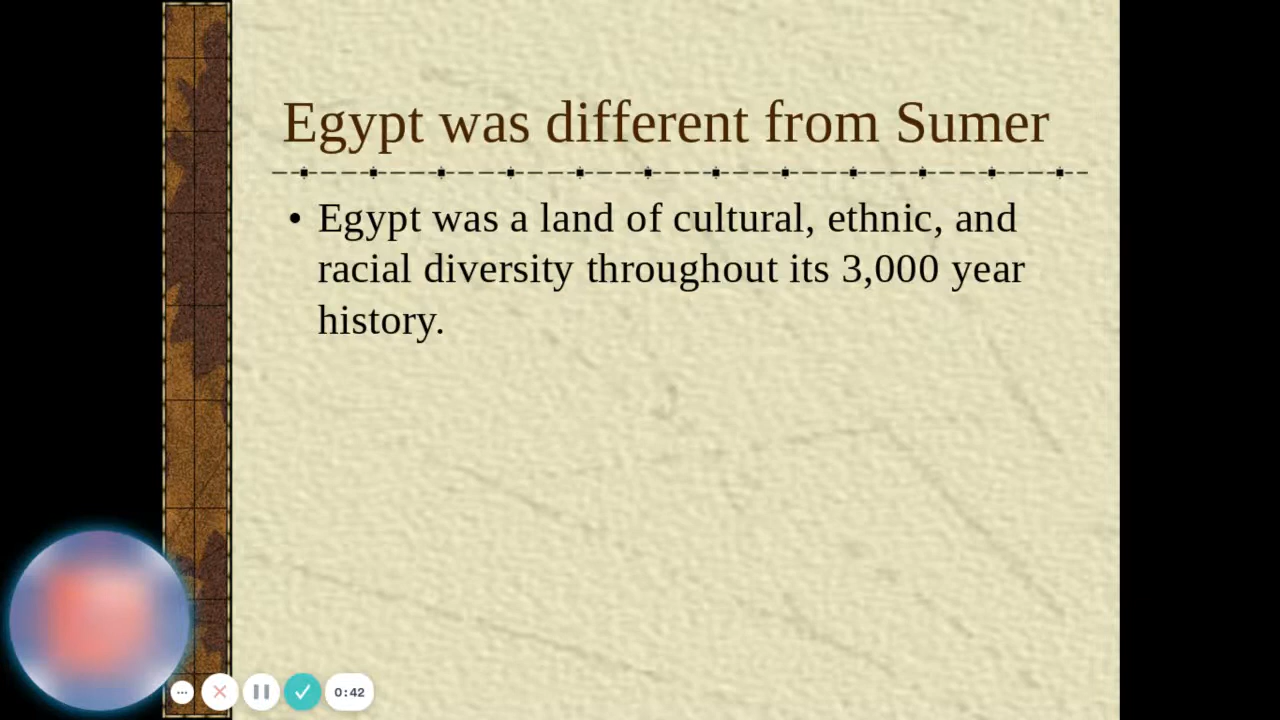 Egypt was different from Sumer
• Egypt was a land of cultural, ethnic, and
racial diversity throughout its 3,000 year
history.
0:42